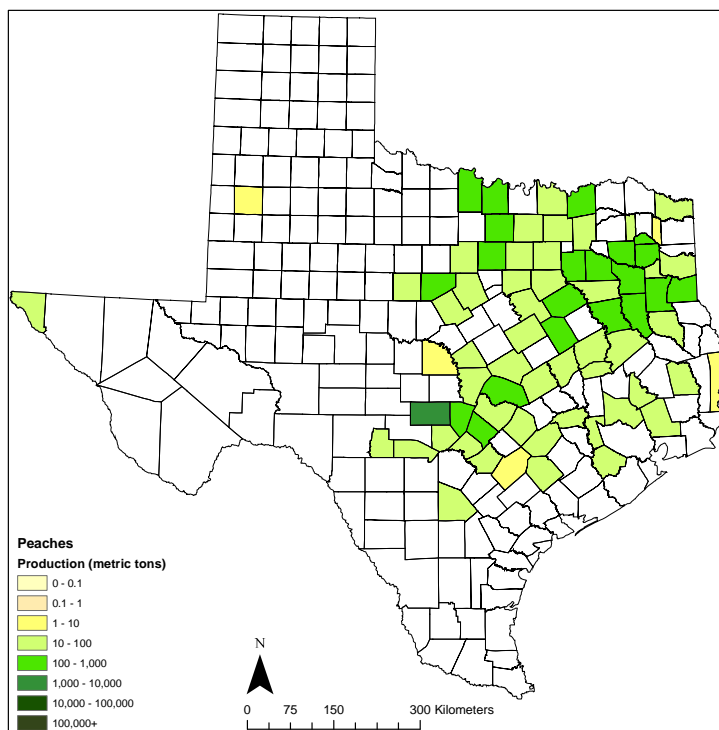 Peaches
Production (metric tons)
0 - 0.1
0.1 - 1
1 - 10
10 - 100
100 - 1,000
1,000 - 10,000
10,000 - 100,000
100,000+
N
0 75 150 300 Kilometers